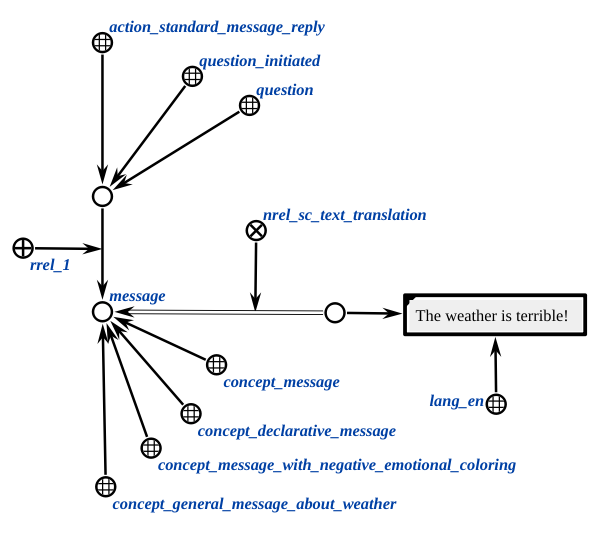 action_standard_message_reply
question_initiated
question
nrel_sc_text_translation
rrel_1
message
The weather is terrible!
concept_message
lang_en
concept_declarative_message
concept_message_with_negative_emotional_coloring
concept_general_message_about_weather